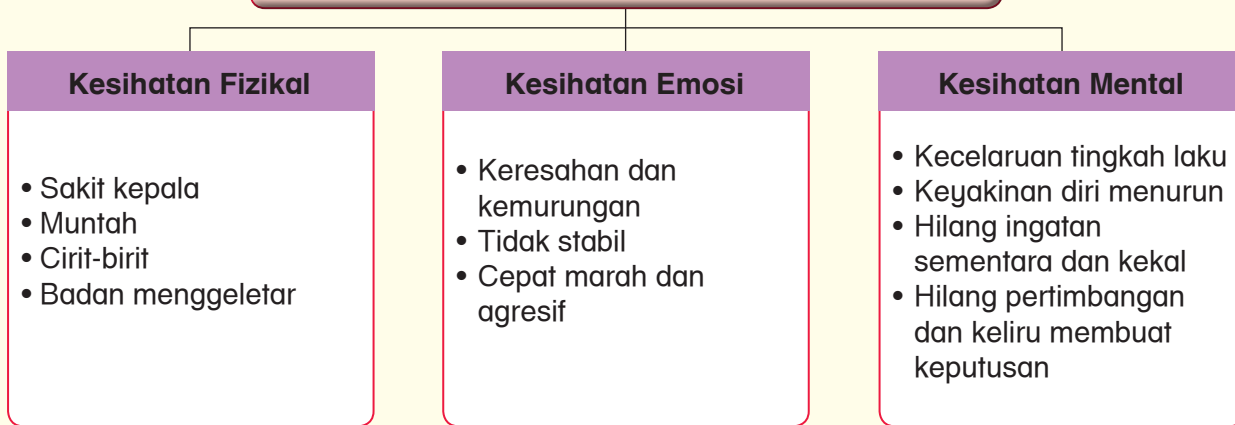 Kesihatan Fizikal
• Sakit kepala
• Muntah
• Cirit-birit
• Badan menggeletar
Kesihatan Emosi
• Keresahan dan
kemurungan
• Tidak stabil
• Cepat marah dan
agresif
Kesihatan Mental
• Kecelaruan tingkah laku
• Keyakinan diri menurun
• Hilang ingatan
sementara dan kekal
• Hilang pertimbangan
dan keliru membuat
keputusan